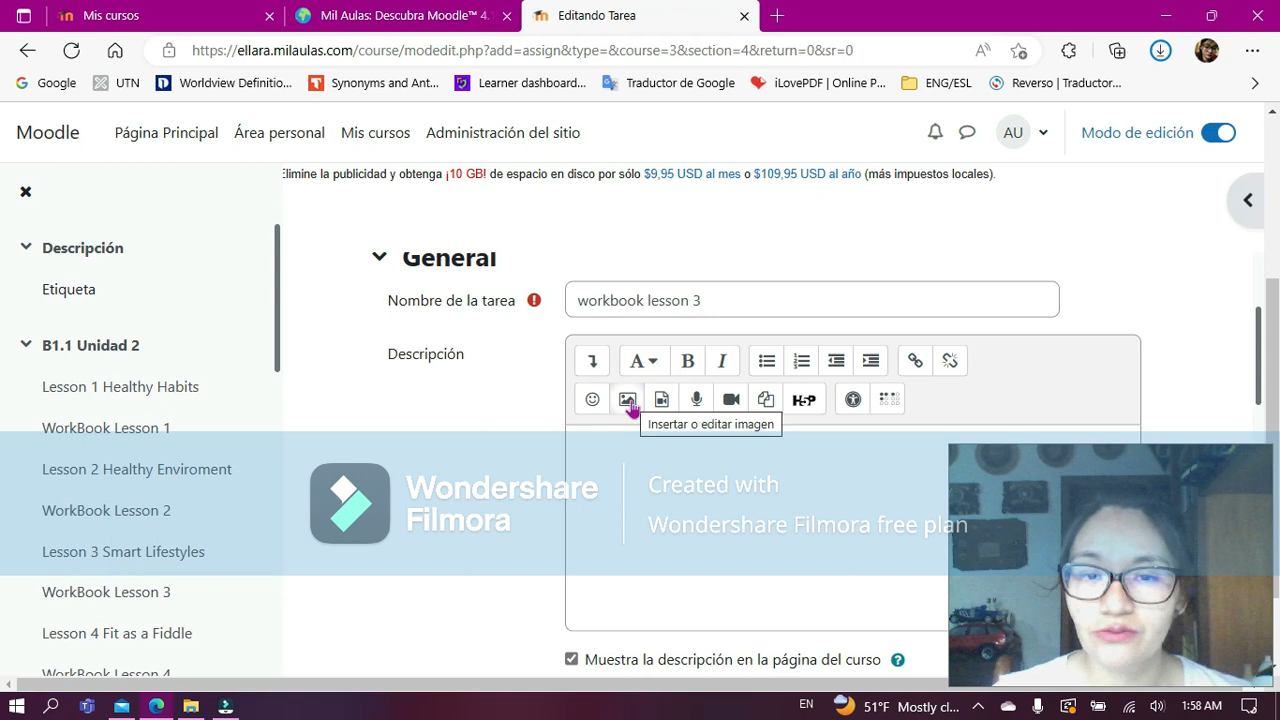 Mis cursos
Mil Aulas: Descubra Moodle™ 4.
Editando Tarea
https://ellara.milaulas.com/course/modedit.php?add=assign&type=&course=3&section=4&return=0&sr=0
Google
UTN
Worldview Definitio...
Synonyms and Ant...
Learner dashboard...
Traductor de Google
iLovePDF | Online P...
ENG/ESL
Reverso | Traductor...
Moodle
Página Principal
Área personal
Mis cursos
Administración del sitio
AU
Modo de edición
Elimine la publicidad y obtenga ¡10 GB! de espacio en disco por sólo $9,95 USD al mes o $109,95 USD al año (más impuestos locales).
Descripción
Etiqueta
B1.1 Unidad 2
Lesson 1 Healthy Habits
WorkBook Lesson 1
Lesson 2 Healthy Enviroment
WorkBook Lesson 2
Lesson 3 Smart Lifestyles
WorkBook Lesson 3
Lesson 4 Fit as a Fiddle
WorkBook Lesson 4
General
Nombre de la tarea
workbook lesson 3
Descripción
A B I
H5P
Insertar o editar imagen
Wondershare
Filmora
Created with
Wondershare Filmora free plan
Muestra la descripción en la página del curso
EN
51°F Mostly cl...
1:58 AM